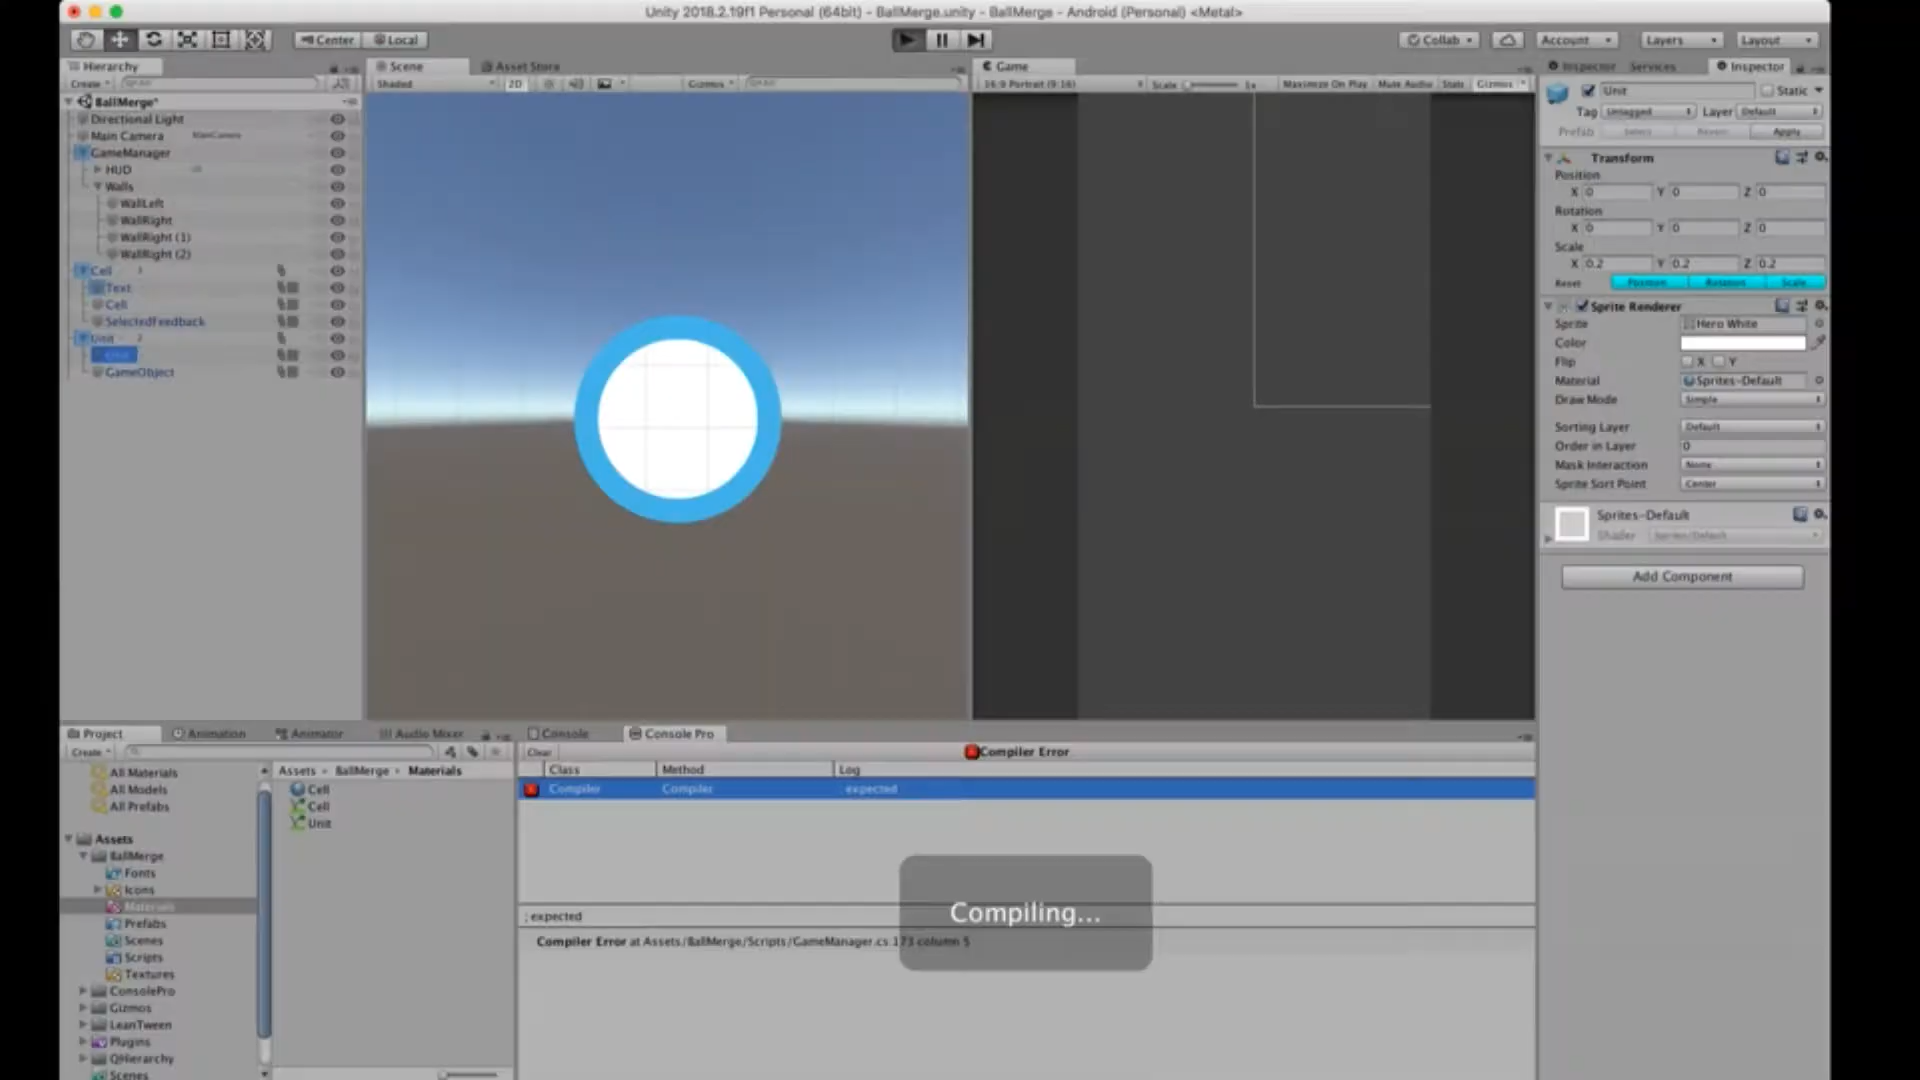 Unity 2018.2.19f1 Personal (64bit) - BallMerge.unity - BallMerge - Android (Personal) <Metal>
Center Local Collab Account Layers Layout
Hierarchy
Create
BallMerge*
Directional Light
Main Camera MainCamera
GameManager
HUD
Walls
WallLeft
WallRight
WallRight (1)
WallRight (2)
Cell
Text
Cell
SelectedFeedback
Unit
GameObject
Scene Asset Store
Shaded 2D Gizmos
Game
16:9 Portrait (9:16) Scale 1x Maximize On Play Mute Audio Stats Gizmos
Inspector Services Inspector
Unit Static
Tag Untagged Layer Default
Prefab Select Revert Apply
Transform
Position
X 0 Y 0 Z 0
Rotation
X 0 Y 0 Z 0
Scale
X 0.2 Y 0.2 Z 0.2
Reset Position Rotation Scale
Sprite Renderer
Sprite Hero White
Color
Flip X Y
Material Sprites-Default
Draw Mode Simple
Sorting Layer Default
Order in Layer 0
Mask Interaction None
Sprite Sort Point Center
Sprites-Default
Shader Sprites/Default
Add Component
Project Animation Animator Audio Mixer
Create
All Materials
All Models
All Prefabs
Assets
BallMerge
Fonts
Icons
Materials
Prefabs
Scenes
Scripts
Textures
ConsolePro
Gizmos
LeanTween
Plugins
QHierarchy
Scenes
Assets BallMerge Materials
Cell
Cell
Unit
Console Console Pro
Clear Compiler Error
Class Method Log
Compiler Compiler ; expected
; expected
Compiler Error at Assets/BallMerge/Scripts/GameManager.cs 173 column 5
Compiling...